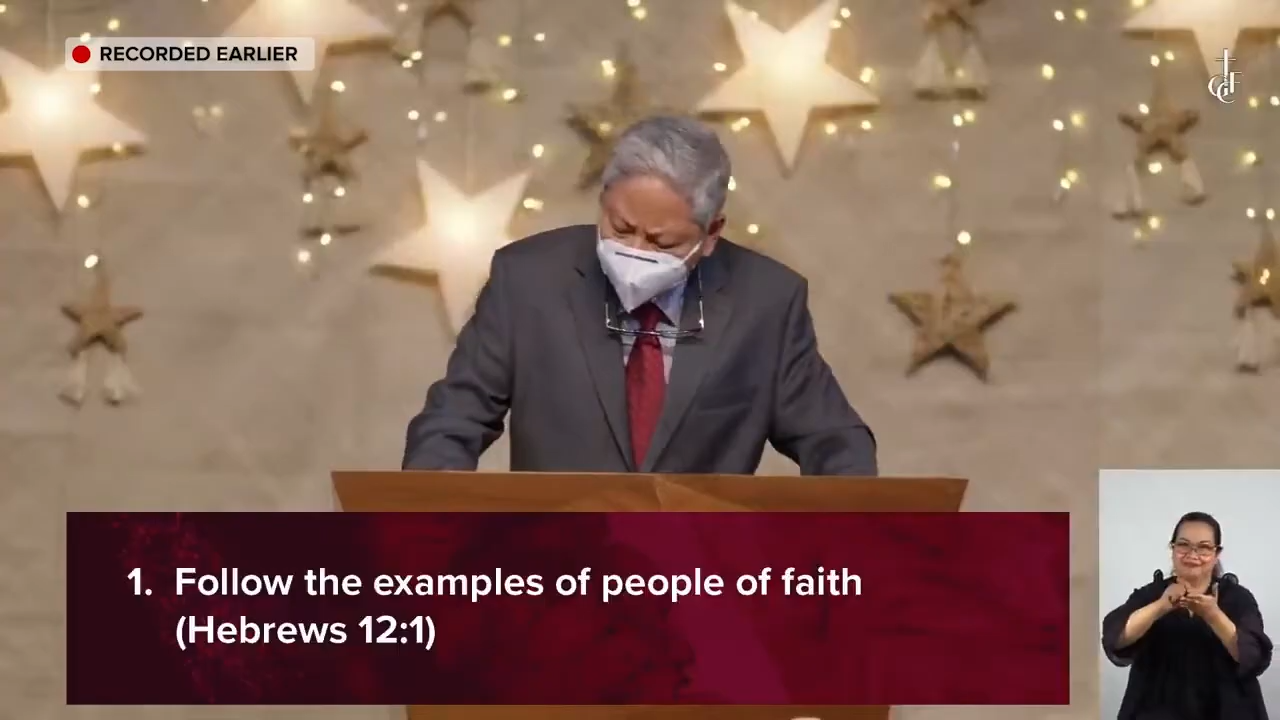 RECORDED EARLIER
1. Follow the examples of people of faith
(Hebrews 12:1)